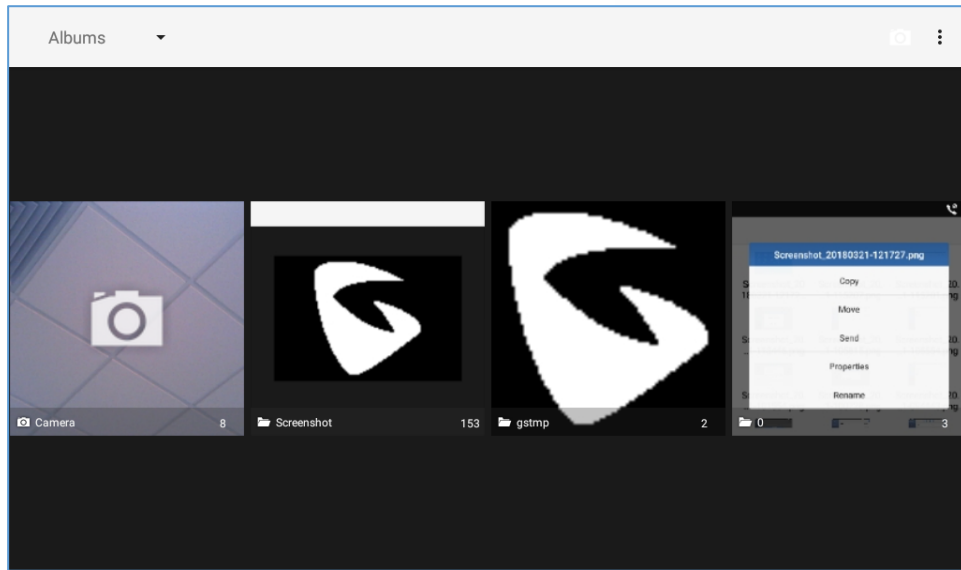 Albums
Screenshot_20180321-121727.png
Copy
Move
Send
Properties
Rename
Camera 8
Screenshot 153
gstmp 2
0 3